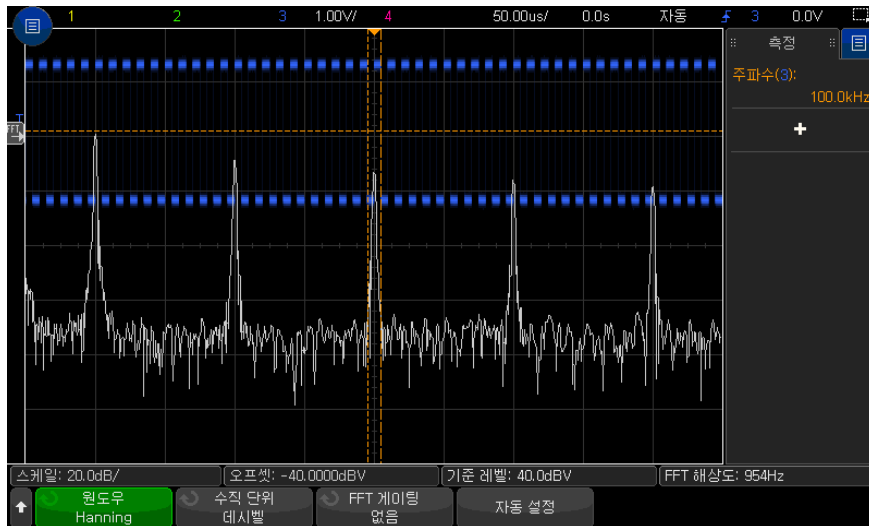 1 2 3 1.00V/ 4 50.00us/ 0.0s 자동 3 0.0V
측정
주파수(3):
100.0kHz
T
FFT
스케일: 20.0dB/ 오프셋: -40.0000dBV 기준 레벨: 40.0dBV FFT 해상도: 954Hz
윈도우 수직 단위 FFT 게이팅 자동 설정
Hanning 데시벨 없음